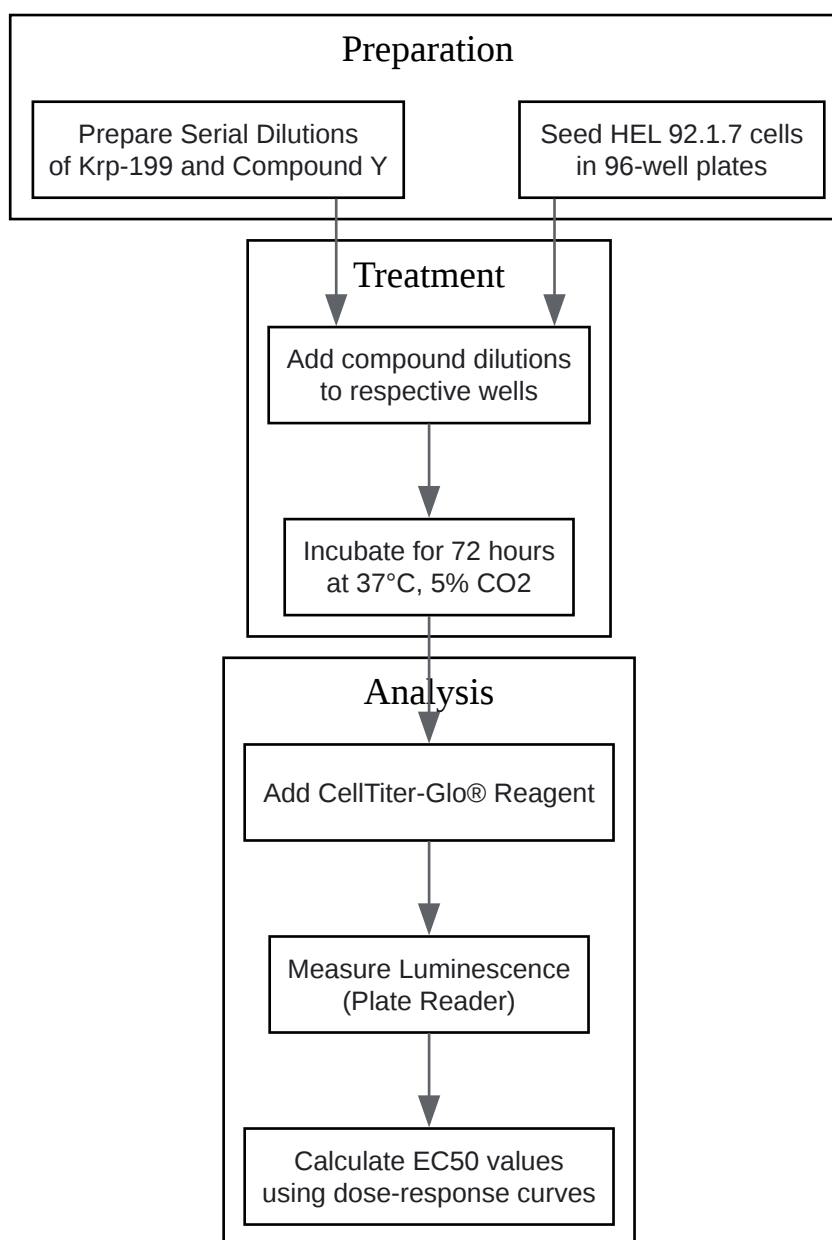 Preparation
Prepare Serial Dilutions
of Krp-199 and Compound Y
Seed HEL 92.1.7 cells
in 96-well plates
Treatment
Add compound dilutions
to respective wells
Incubate for 72 hours
at 37°C, 5% CO2
Analysis
Add CellTiter-Glo® Reagent
Measure Luminescence
(Plate Reader)
Calculate EC50 values
using dose-response curves